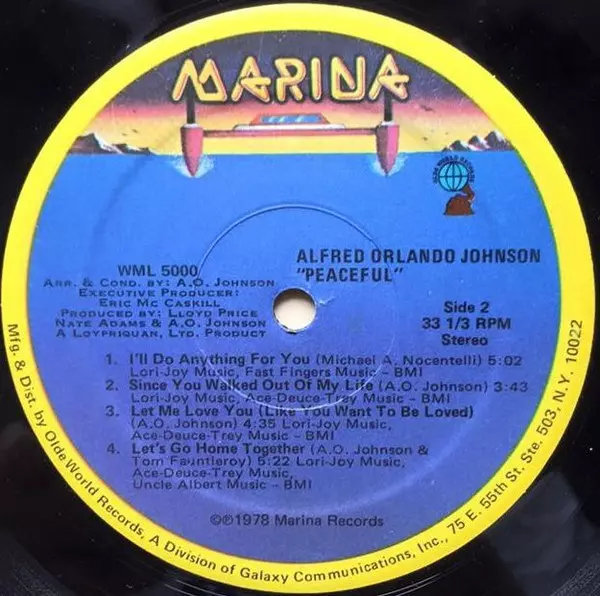 MARINA
OLDE WORLD RECORDS
WML 5000
ARR. & COND. BY: A.O. JOHNSON
EXECUTIVE PRODUCER:
ERIC MC CASKILL
PRODUCED BY: LLOYD PRICE
NATE ADAMS & A.O. JOHNSON
A LOYPRIQUAN, LTD. PRODUCT
ALFRED ORLANDO JOHNSON
"PEACEFUL"
Side 2
33 1/3 RPM
Stereo
1. I'll Do Anything For You (Michael A. Nocentelli) 5:02
Lori-Joy Music, Fast Fingers Music – BMI
2. Since You Walked Out Of My Life (A.O. Johnson) 3:43
Lori-Joy Music, Ace-Deuce-Trey Music – BMI
3. Let Me Love You (Like You Want To Be Loved)
(A.O. Johnson) 4:35 Lori-Joy Music,
Ace-Deuce-Trey Music – BMI
4. Let's Go Home Together (A.O. Johnson &
Tom Fauntleroy) 5:22 Lori-Joy Music,
Ace-Deuce-Trey Music,
Uncle Albert Music – BMI
©℗1978 Marina Records
Mfg. & Dist. by Olde World Records, A Division of Galaxy Communications, Inc., 75 E. 55th St. Ste. 503, N.Y. 10022